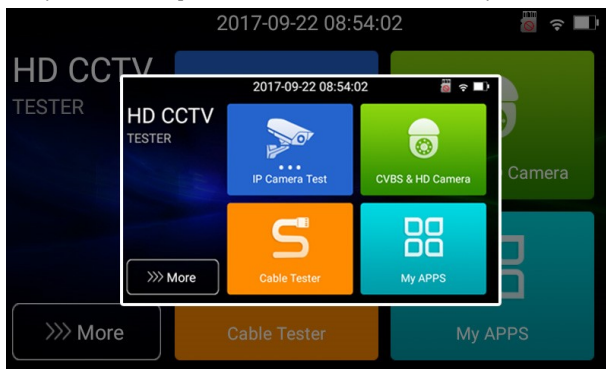 2017-09-22 08:54:02
HD CCTV
TESTER
Camera
>>> More
Cable Tester
My APPS
2017-09-22 08:54:02
HD CCTV
TESTER
IP Camera Test
CVBS & HD Camera
>>> More
Cable Tester
My APPS